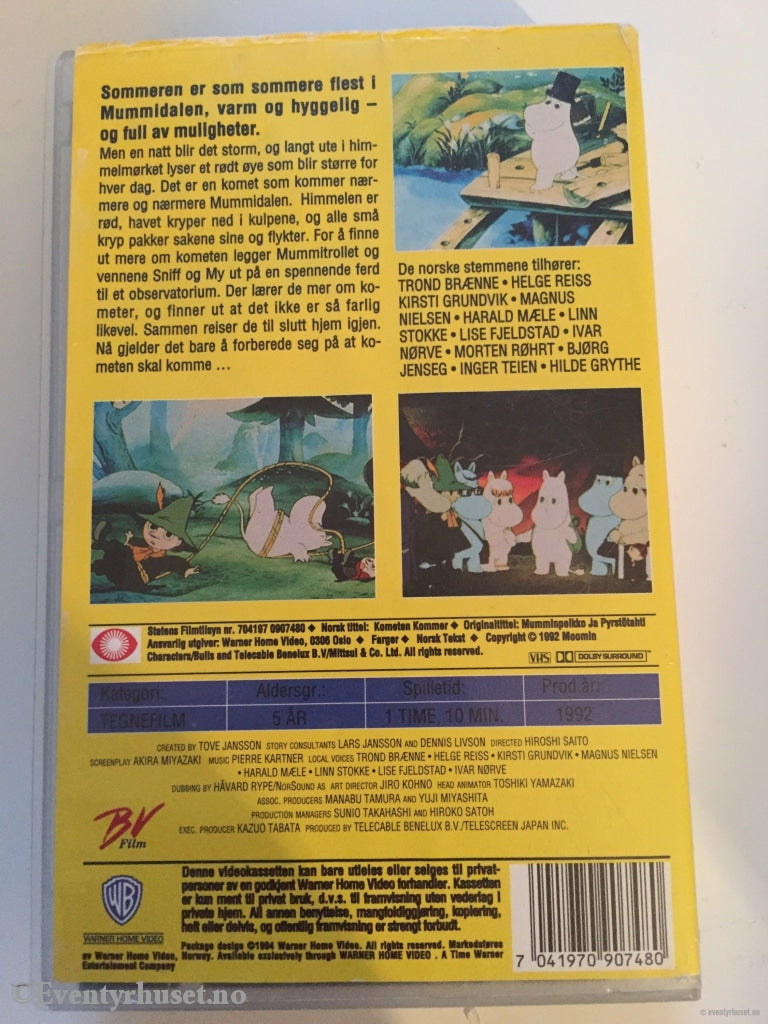 Sommeren er som sommere flest i
Mummidalen, varm og hyggelig –
og full av muligheter.
Men en natt blir det storm, og langt ute i him-
melmørket lyser et rødt øye som blir større for
hver dag. Det er en komet som kommer nær-
mere og nærmere Mummidalen. Himmelen er
rød, havet kryper ned i kulpene, og alle små
kryp pakker sakene sine og flykter. For å finne
ut mere om kometen legger Mummitrollet og
vennene Sniff og My ut på en spennende ferd
til et observatorium. Der lærer de mer om ko-
meter, og finner ut at det ikke er så farlig
likevel. Sammen reiser de til slutt hjem igjen.
Nå gjelder det bare å forberede seg på at ko-
meten skal komme ...
De norske stemmene tilhører:
TROND BRÆNNE • HELGE REISS
KIRSTI GRUNDVIK • MAGNUS
NIELSEN • HARALD MÆLE • LINN
STOKKE • LISE FJELDSTAD • IVAR
NØRVE • MORTEN RØHRT • BJØRG
JENSEG • INGER TEIEN • HILDE GRYTHE
Statens Filmtilsyn nr. 704197 0907480 ◆ Norsk tittel: Kometen Kommer ◆ Originaltittel: Mumminpeikko Ja Pyrstötahti
Ansvarlig utgiver: Warner Home Video, 0306 Oslo ◆ Farger ◆ Norsk Tekst ◆ Copyright © 1992 Moomin
Characters/Bulls and Telecable Benelux B.V/Mittsui & Co. Ltd. All rights reserved.
VHS DOLBY SURROUND
Kategori: Aldersgr.: Spilletid: Prod.år:
TEGNEFILM 5 ÅR 1 TIME, 10 MIN. 1992
CREATED BY TOVE JANSSON STORY CONSULTANTS LARS JANSSON AND DENNIS LIVSON DIRECTED HIROSHI SAITO
SCREENPLAY AKIRA MIYAZAKI MUSIC PIERRE KARTNER LOCAL VOICES TROND BRÆNNE • HELGE REISS • KIRSTI GRUNDVIK • MAGNUS NIELSEN
• HARALD MÆLE • LINN STOKKE • LISE FJELDSTAD • IVAR NØRVE
DUBBING BY HÅVARD RYPE/NORSOUND AS ART DIRECTOR JIRO KOHNO HEAD ANIMATOR TOSHIKI YAMAZAKI
ASSOC. PRODUCERS MANABU TAMURA AND YUJI MIYASHITA
PRODUCTION MANAGERS SUNIO TAKAHASHI AND HIROKO SATOH
EXEC. PRODUCER KAZUO TABATA PRODUCED BY TELECABLE BENELUX B.V./TELESCREEN JAPAN INC.
BV
Film
Denne videokassetten kan bare utleies eller selges til privat-
personer av en godkjent Warner Home Video forhandler. Kassetten
er kun ment til privat bruk, d.v.s. til framvisning uten vederlag i
private hjem. All annen benyttelse, mangfoldiggjøring, kopiering,
helt eller delvis, og offentlig framvisning er strengt forbudt.
WB
WARNER HOME VIDEO
Package design ©1994 Warner Home Video. All rights reserved. Markedsføres
av Warner Home Video, Norway. Available exclusively through WARNER HOME VIDEO . A Time Warner
Entertainment Company
7 041970 907480
©Eventyrhuset.no
© eventyrhuset.no